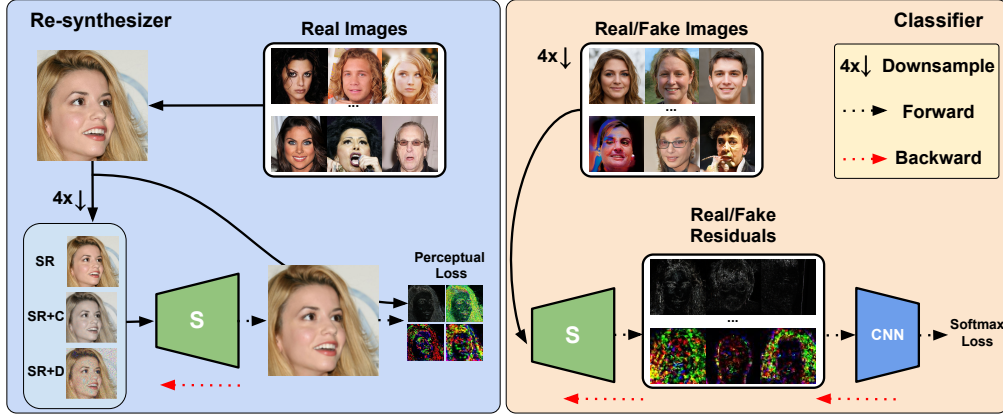 Re-synthesizer
Real Images
...
4x↓
SR
SR+C
SR+D
S
Perceptual
Loss
Classifier
Real/Fake Images
4x↓
...
4x↓ Downsample
Forward
Backward
Real/Fake
Residuals
...
S
CNN
Softmax
Loss